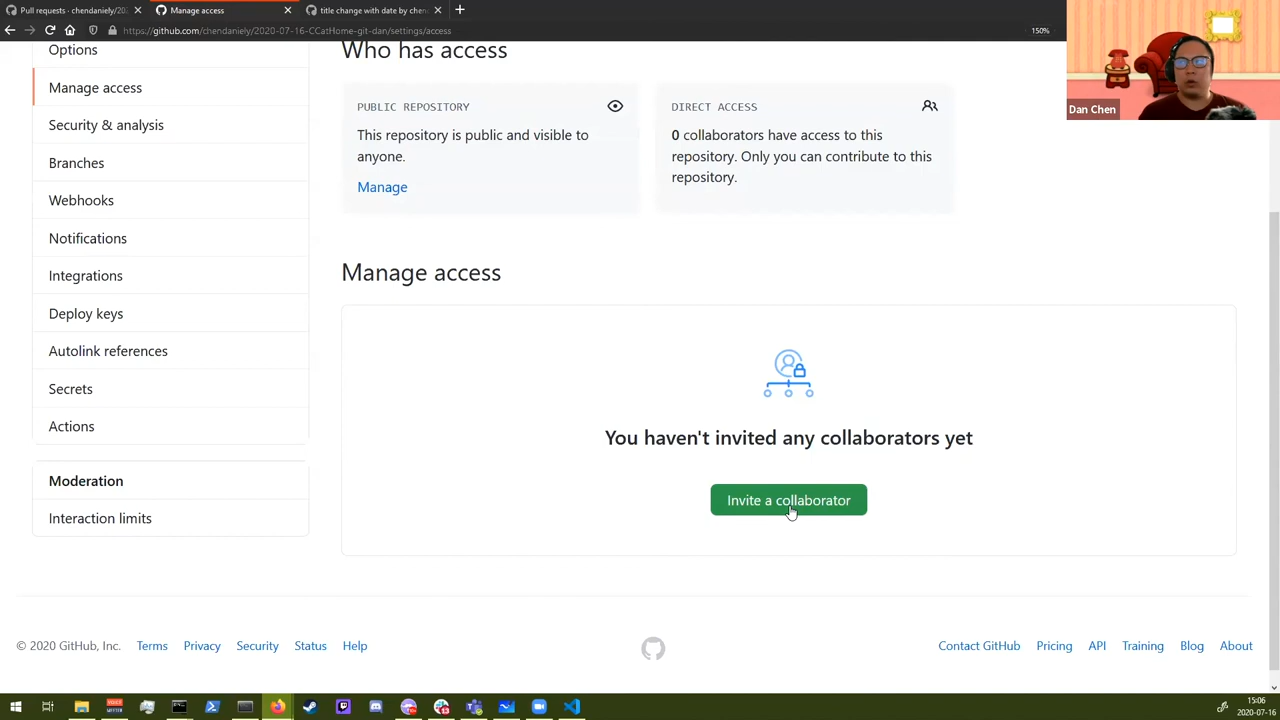 Pull requests · chendaniely/202
Manage access
title change with date by chen
https://github.com/chendaniely/2020-07-16-CCatHome-git-dan/settings/access
150%
Dan Chen
Options
Manage access
Security & analysis
Branches
Webhooks
Notifications
Integrations
Deploy keys
Autolink references
Secrets
Actions
Moderation
Interaction limits
Who has access
PUBLIC REPOSITORY
This repository is public and visible to
anyone.
Manage
DIRECT ACCESS
0 collaborators have access to this
repository. Only you can contribute to this
repository.
Manage access
You haven't invited any collaborators yet
Invite a collaborator
© 2020 GitHub, Inc.
Terms
Privacy
Security
Status
Help
Contact GitHub
Pricing
API
Training
Blog
About
15:06
2020-07-16